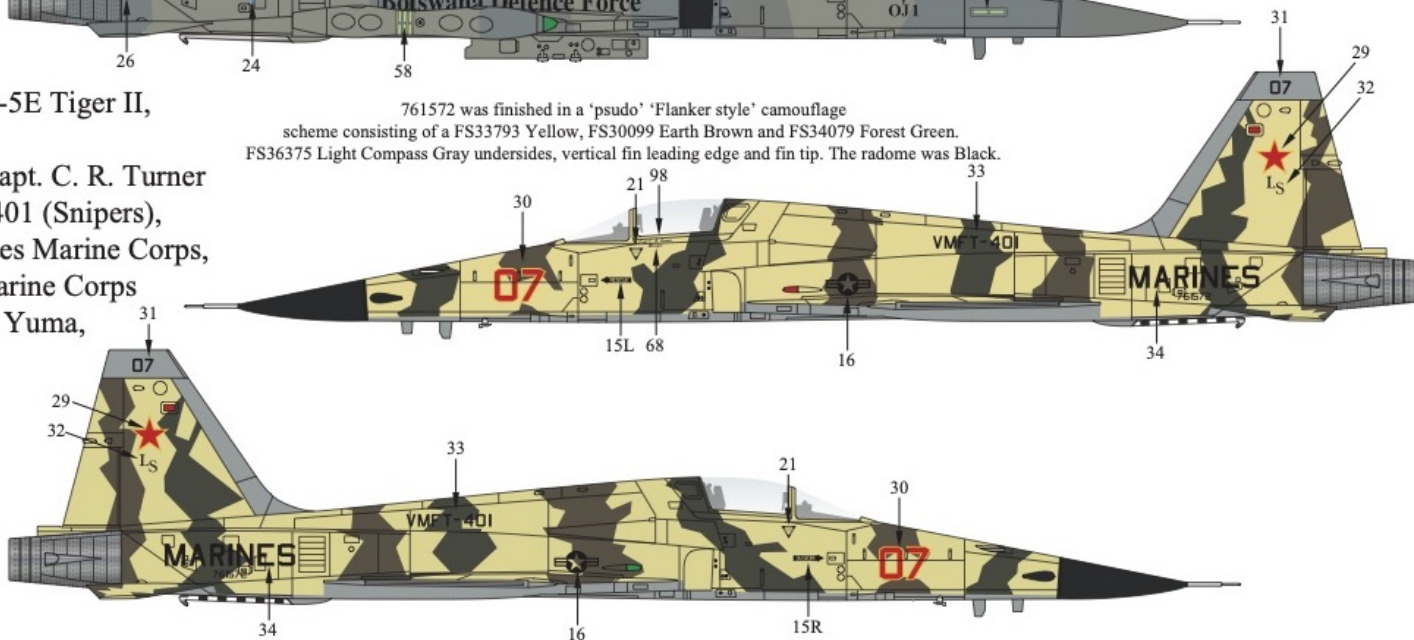 Botswana Defence Force
OJ1
26
24
58
-5E Tiger II,
apt. C. R. Turner
401 (Snipers),
es Marine Corps,
arine Corps
Yuma,
761572 was finished in a ‘psudo’ ‘Flanker style’ camouflage
scheme consisting of a FS33793 Yellow, FS30099 Earth Brown and FS34079 Forest Green.
FS36375 Light Compass Gray undersides, vertical fin leading edge and fin tip. The radome was Black.
31
29
32
07
LS
30
21
98
33
VMFT-401
07
MARINES
761572
15L
68
16
34
31
07
29
32
LS
33
21
30
VMFT-401
MARINES
761572
07
34
16
15R